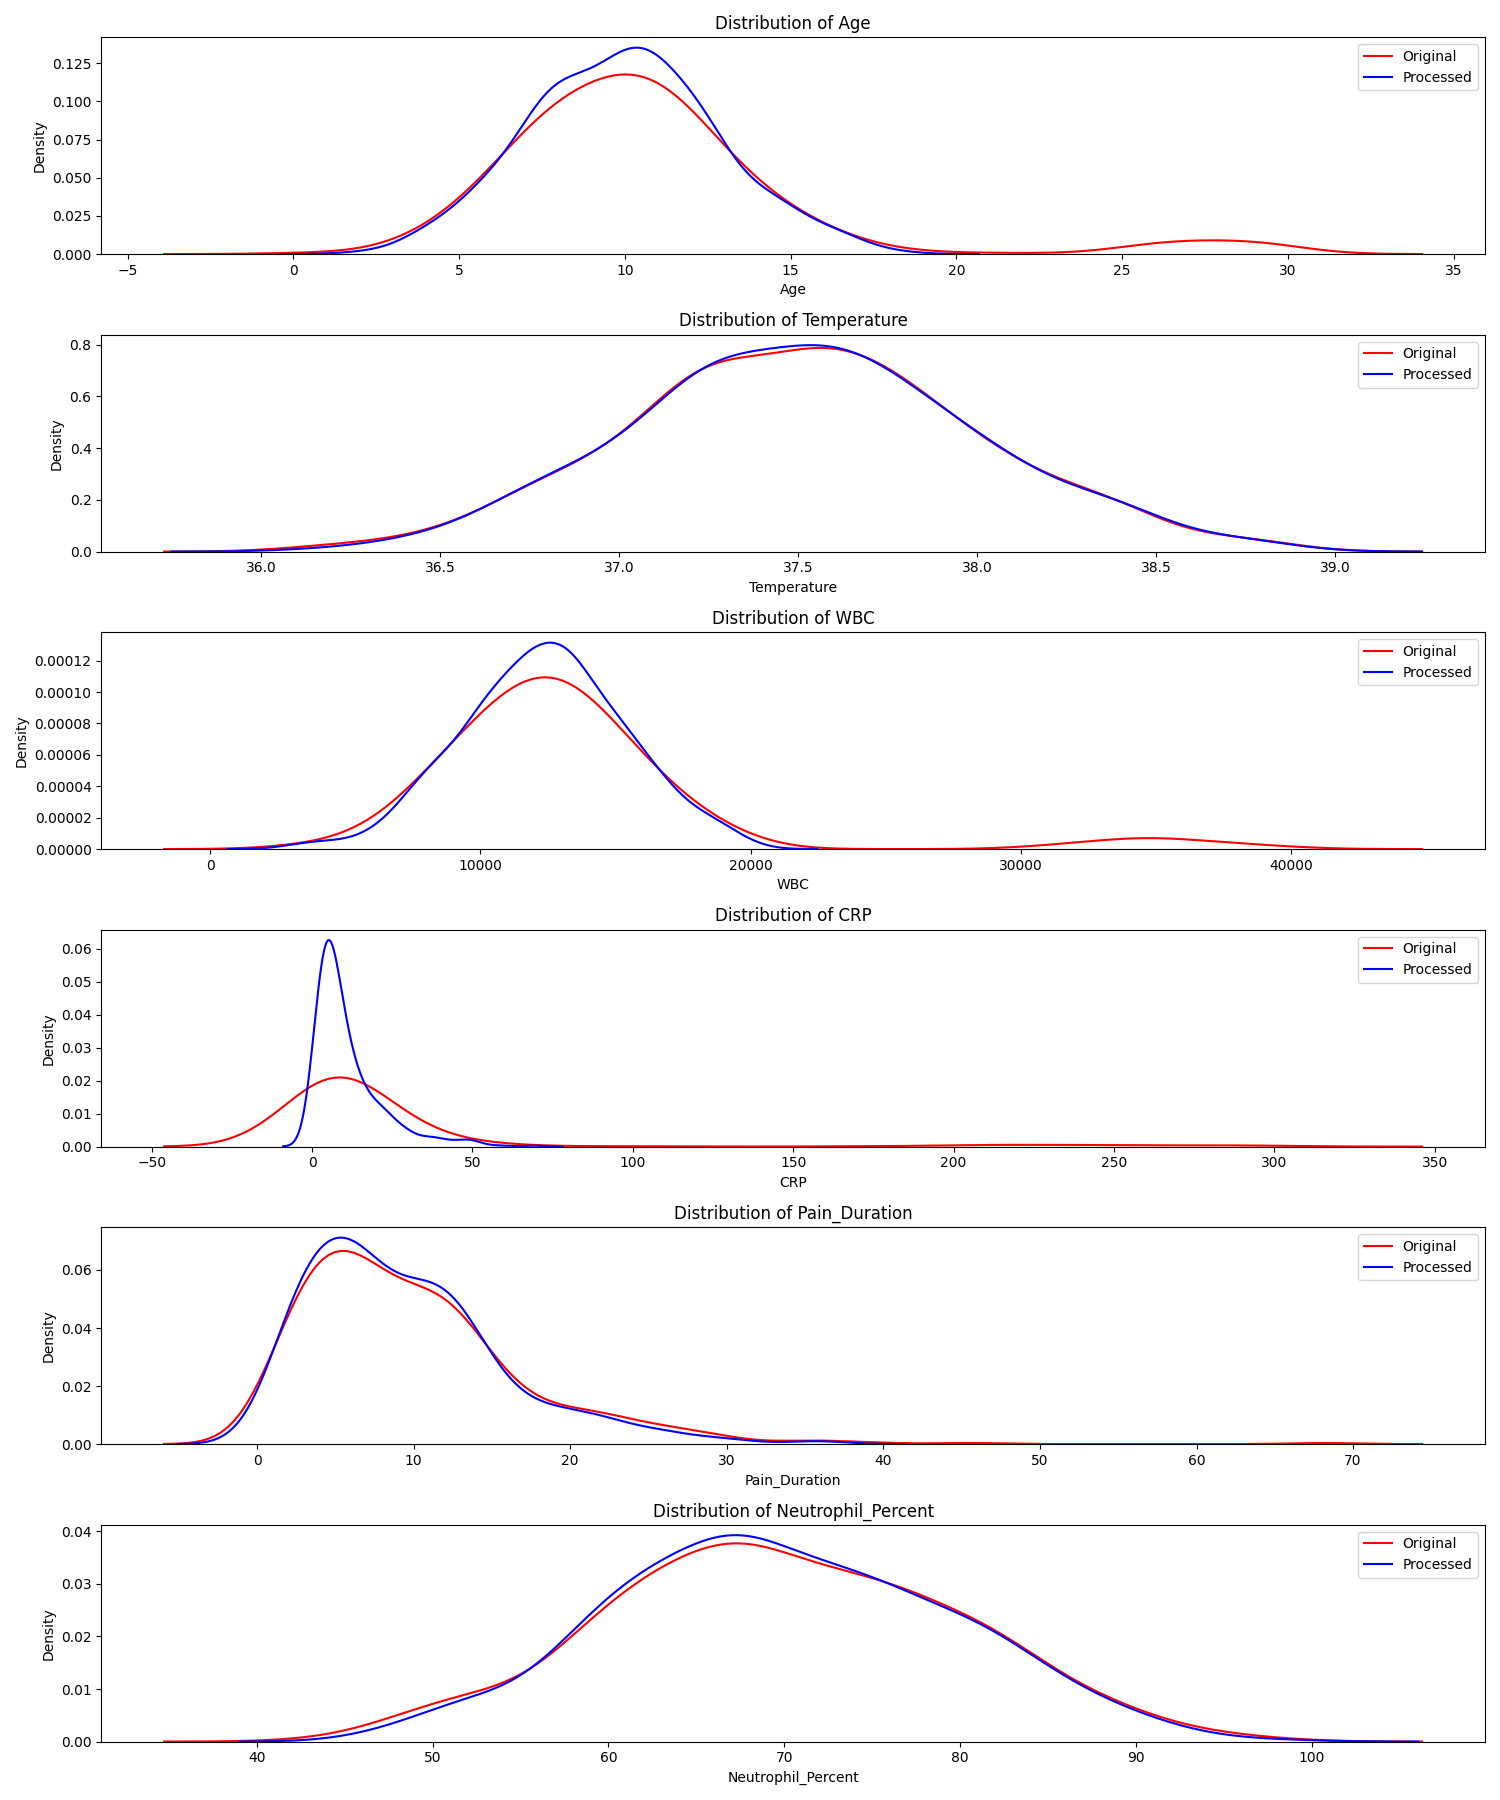 Distribution of Age
Original
Processed
0.125
0.100
0.075
0.050
0.025
0.000
Density
−5 0 5 10 15 20 25 30 35
Age
Distribution of Temperature
Original
Processed
0.8
0.6
0.4
0.2
0.0
Density
36.0 36.5 37.0 37.5 38.0 38.5 39.0
Temperature
Distribution of WBC
Original
Processed
0.00012
0.00010
0.00008
0.00006
0.00004
0.00002
0.00000
Density
0 10000 20000 30000 40000
WBC
Distribution of CRP
Original
Processed
0.06
0.05
0.04
0.03
0.02
0.01
0.00
Density
−50 0 50 100 150 200 250 300 350
CRP
Distribution of Pain_Duration
Original
Processed
0.06
0.04
0.02
0.00
Density
0 10 20 30 40 50 60 70
Pain_Duration
Distribution of Neutrophil_Percent
Original
Processed
0.04
0.03
0.02
0.01
0.00
Density
40 50 60 70 80 90 100
Neutrophil_Percent